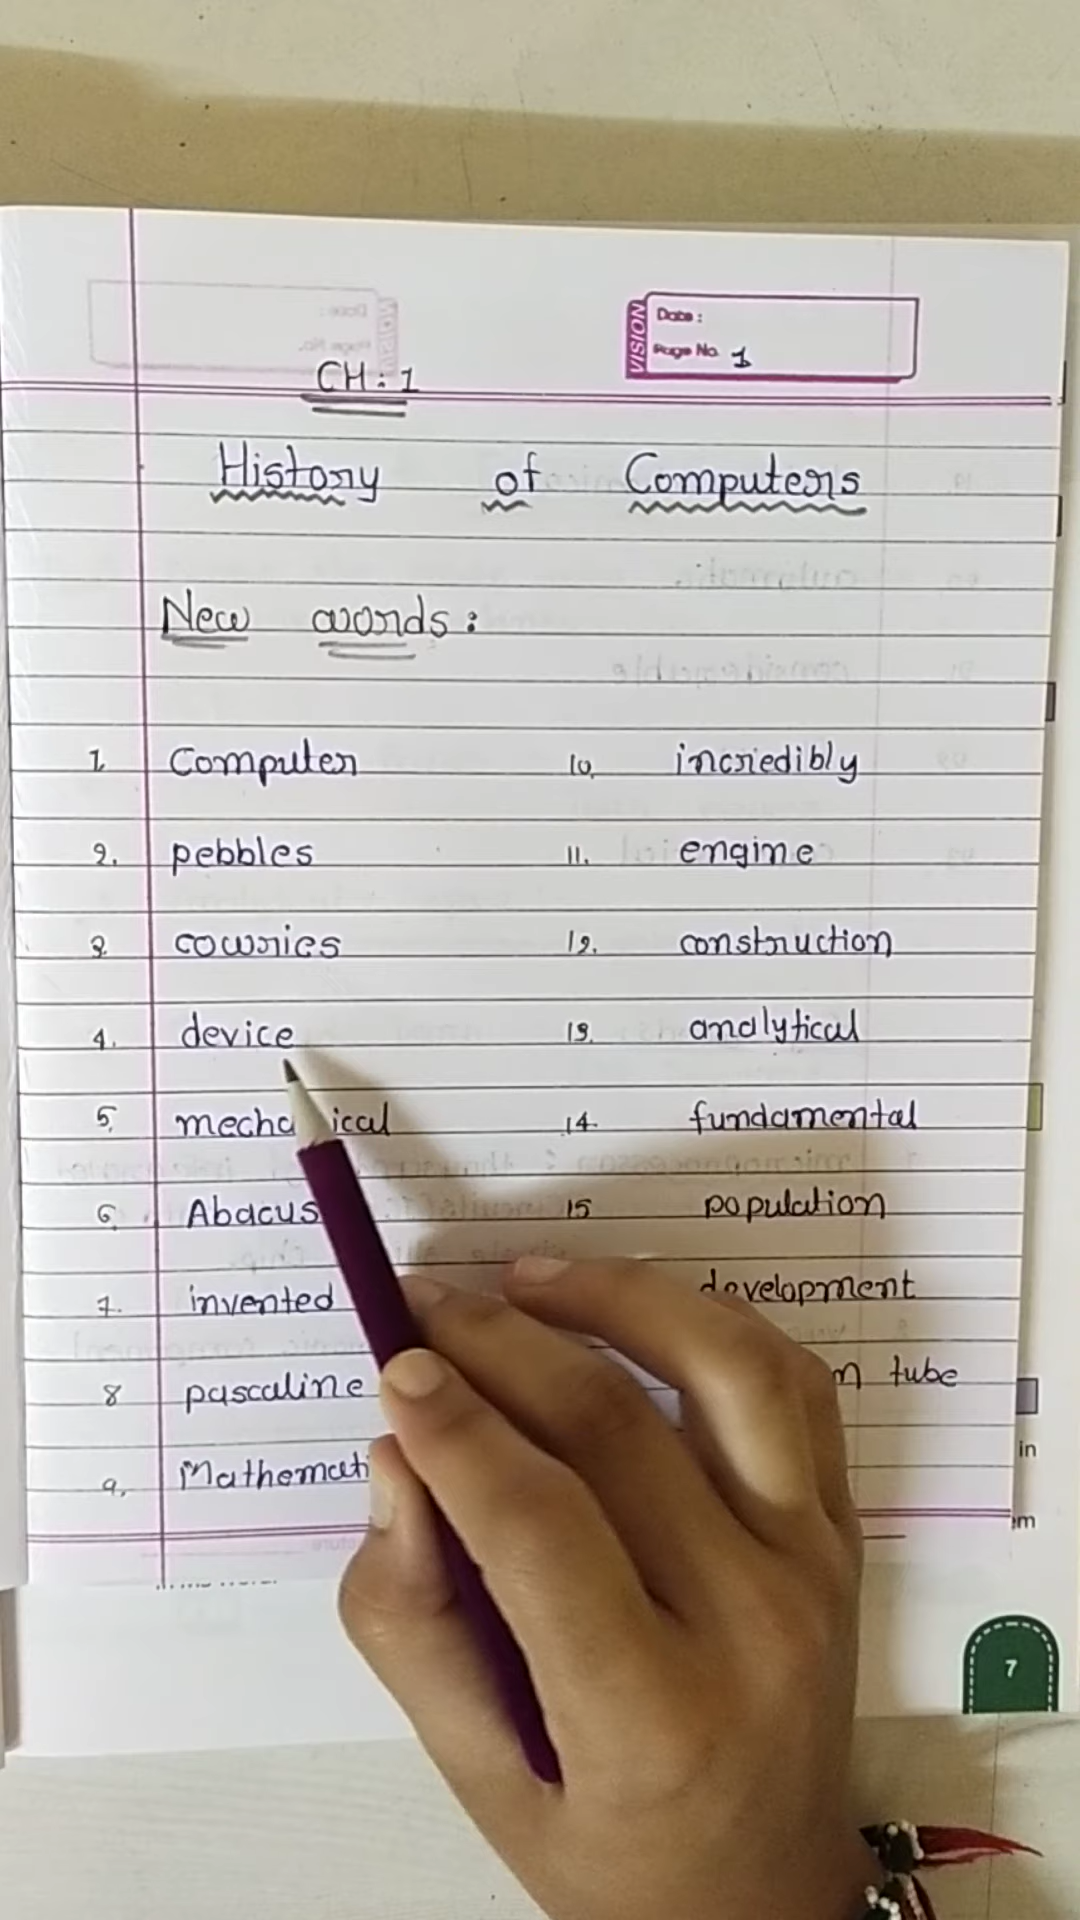 VISION
Date :
Page No. 1
CH : 1
History of Computers
New words :
1. Computer
2. pebbles
3. cowries
4. device
5. mecha ical
6. Abacus
7. invented
8 pascaline
9. Mathemati
10. incredibly
11. engine
12. construction
13. analytical
14. fundamental
15 population
development
tube
in
em
7